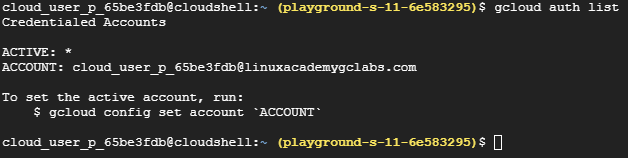 cloud_user_p_65be3fdb@cloudshell:~ (playground-s-11-6e583295)$ gcloud auth list
Credentialed Accounts
ACTIVE: *
ACCOUNT: cloud_user_p_65be3fdb@linuxacademygclabs.com
To set the active account, run:
$ gcloud config set account `ACCOUNT`
cloud_user_p_65be3fdb@cloudshell:~ (playground-s-11-6e583295)$